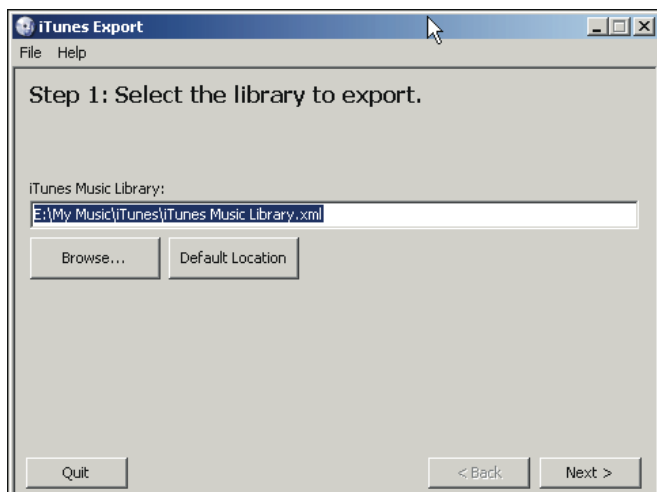 iTunes Export
File Help
Step 1: Select the library to export.
iTunes Music Library:
E:\My Music\iTunes\iTunes Music Library.xml
Browse... Default Location
Quit < Back Next >